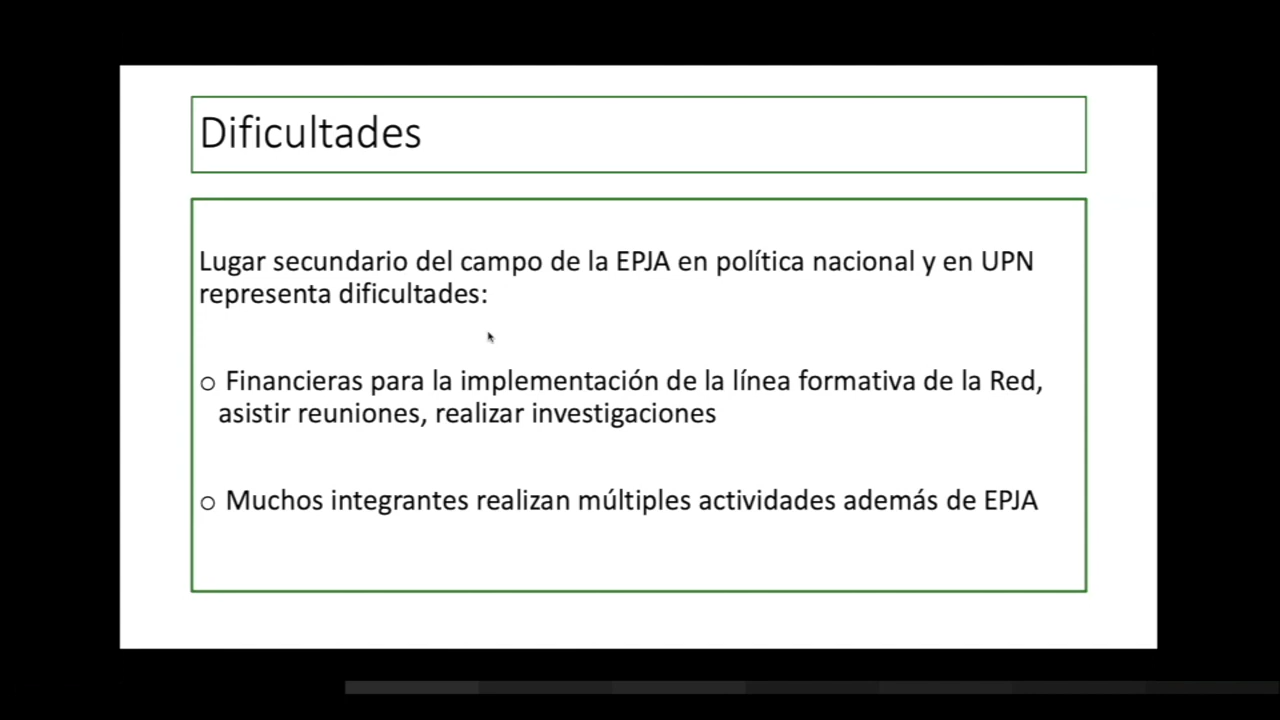 Dificultades
Lugar secundario del campo de la EPJA en política nacional y en UPN
representa dificultades:
o Financieras para la implementación de la línea formativa de la Red,
asistir reuniones, realizar investigaciones
o Muchos integrantes realizan múltiples actividades además de EPJA